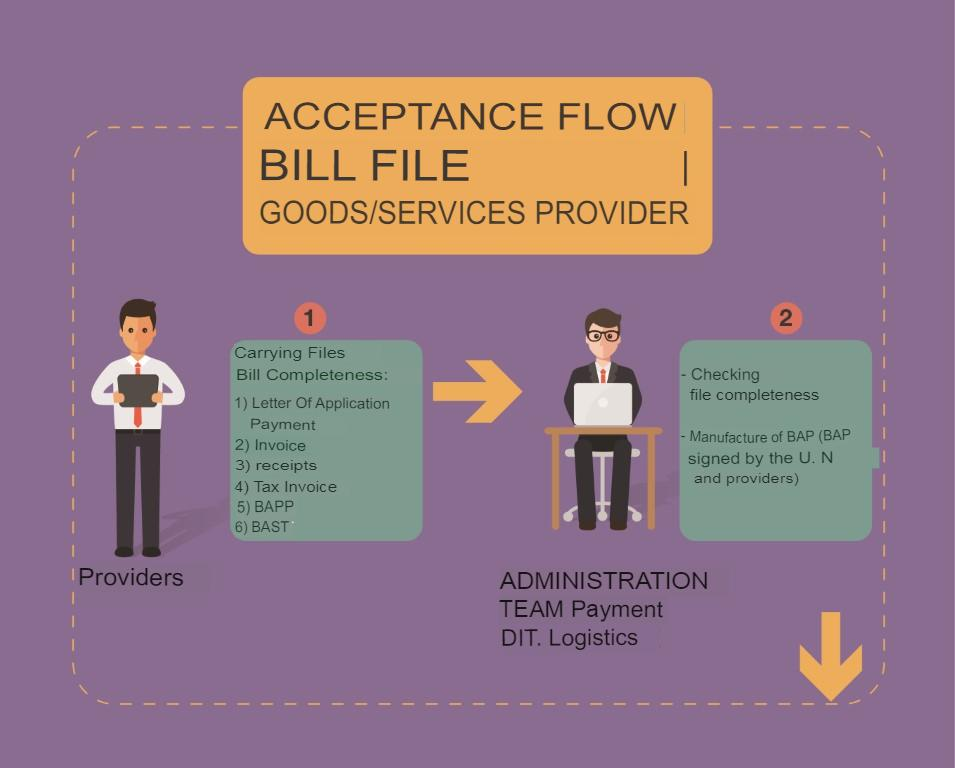 ACCEPTANCE FLOW
BILL FILE
GOODS/SERVICES PROVIDER
1
Carrying Files
Bill Completeness:
1) Letter Of Application
Payment
2) Invoice
3) receipts
4) Tax Invoice
5) BAPP
6) BAST
Providers
2
- Checking
file completeness
- Manufacture of BAP (BAP
signed by the U. N
and providers)
ADMINISTRATION
TEAM Payment
DIT. Logistics